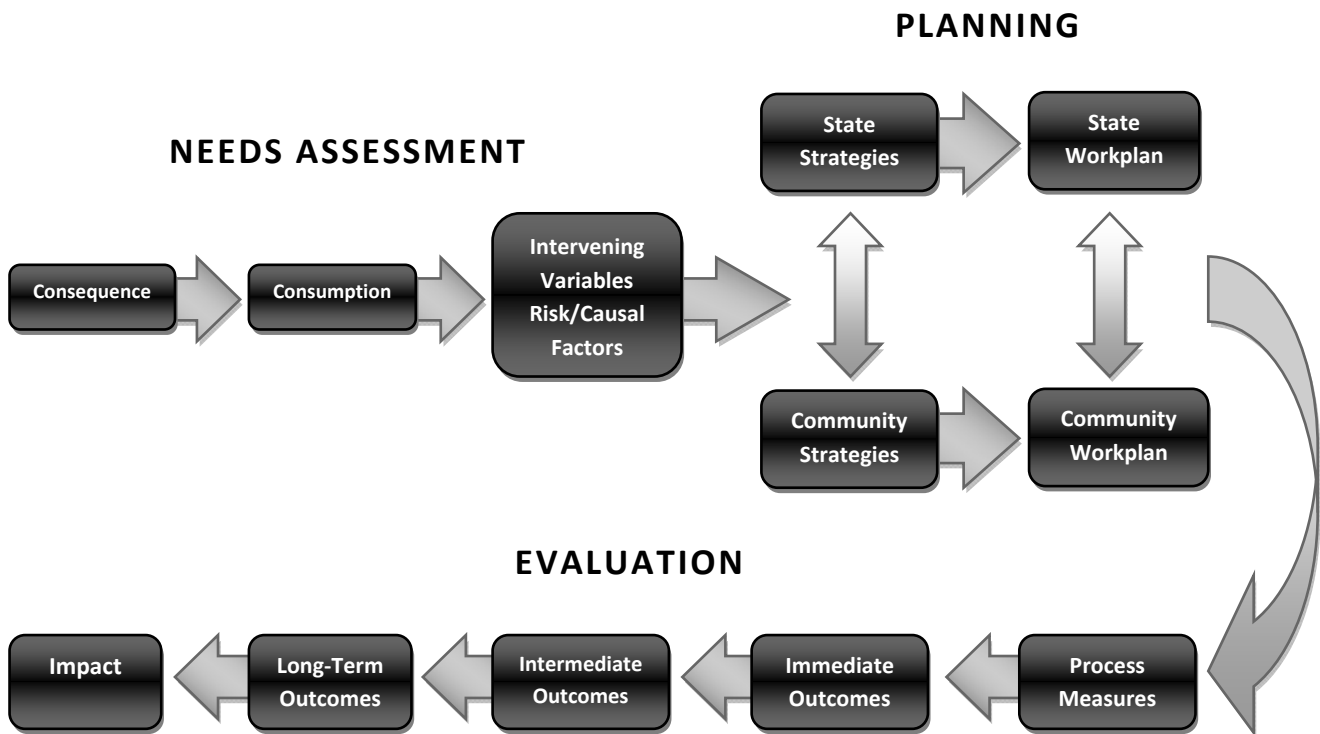 PLANNING
NEEDS ASSESSMENT
State
Strategies
State
Workplan
Consequence
Consumption
Intervening
Variables
Risk/Causal
Factors
Community
Strategies
Community
Workplan
EVALUATION
Impact
Long-Term
Outcomes
Intermediate
Outcomes
Immediate
Outcomes
Process
Measures